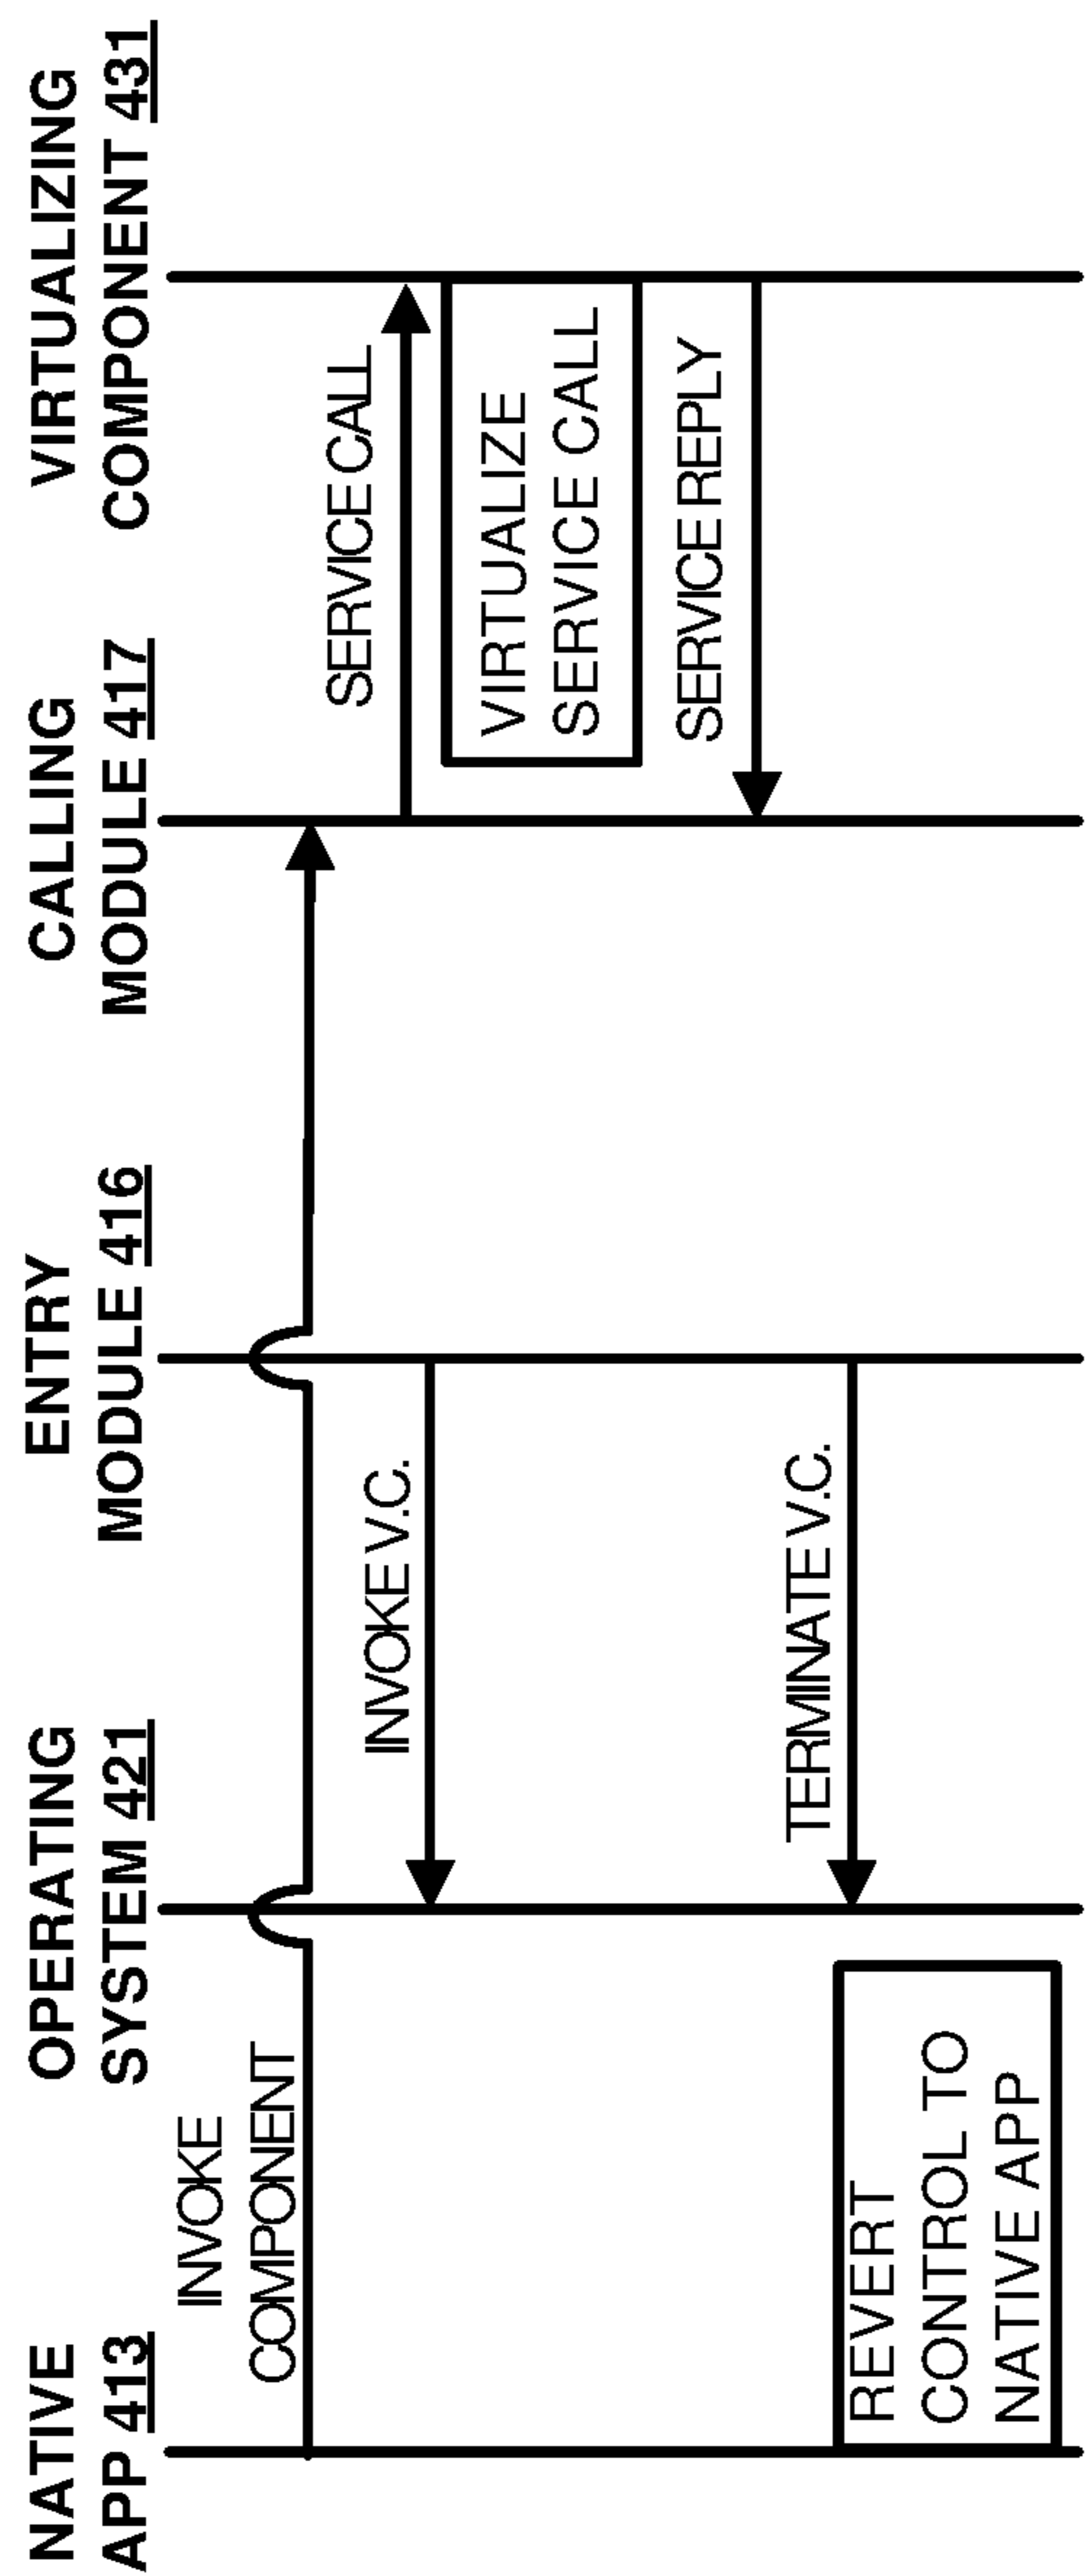 NATIVE
APP 413
OPERATING
SYSTEM 421
ENTRY
MODULE 416
CALLING
MODULE 417
VIRTUALIZING
COMPONENT 431
INVOKE
COMPONENT
SERVICE CALL
INVOKE V.C.
VIRTUALIZE
SERVICE CALL
SERVICE REPLY
TERMINATE V.C.
REVERT
CONTROL TO
NATIVE APP